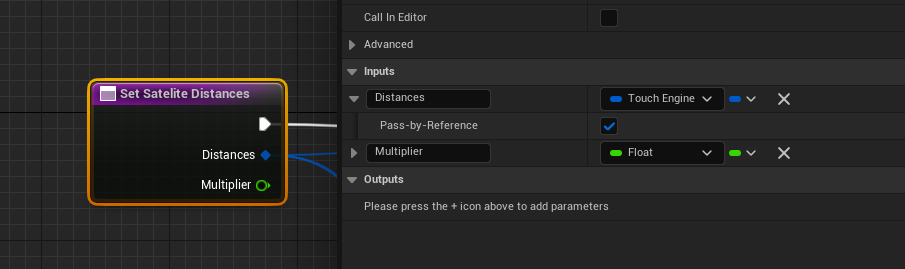 Call In Editor
Advanced
Inputs
Set Satelite Distances
Distances
Touch Engine
Pass-by-Reference
Distances
Multiplier
Float
Multiplier
Outputs
Please press the + icon above to add parameters